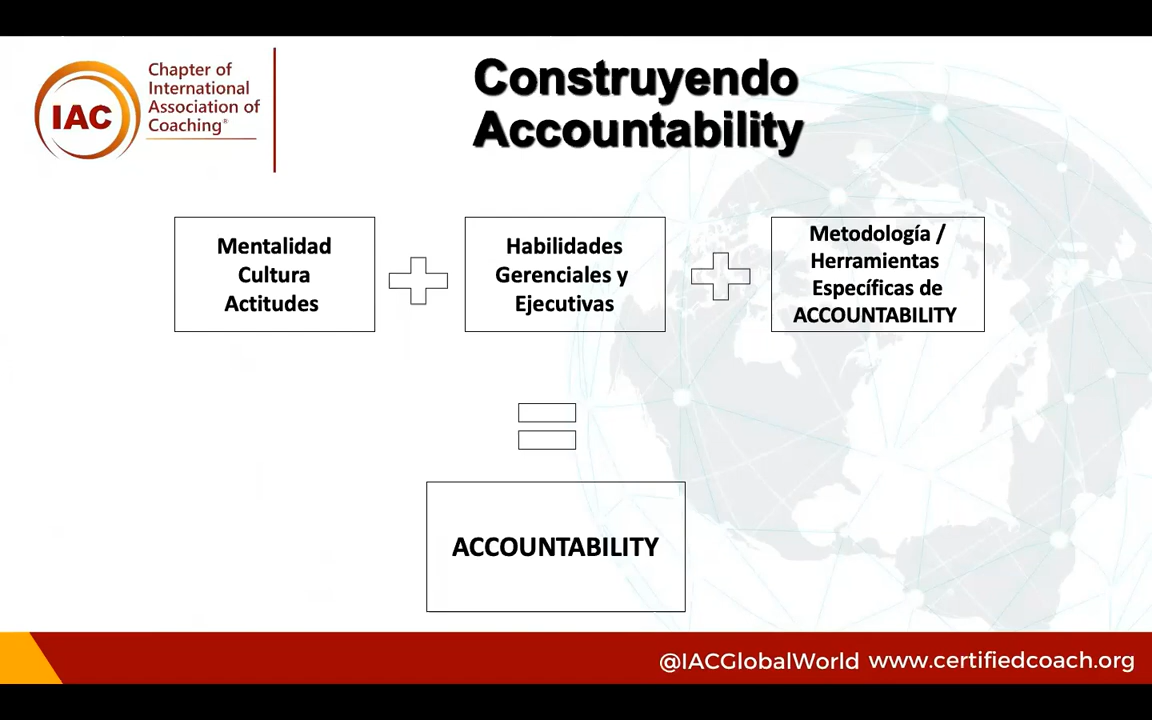 Chapter of
International
Association of
Coaching®
IAC
Construyendo
Accountability
Mentalidad
Cultura
Actitudes
Habilidades
Gerenciales y
Ejecutivas
Metodología /
Herramientas
Específicas de
ACCOUNTABILITY
ACCOUNTABILITY
@IACGlobalWorld www.certifiedcoach.org